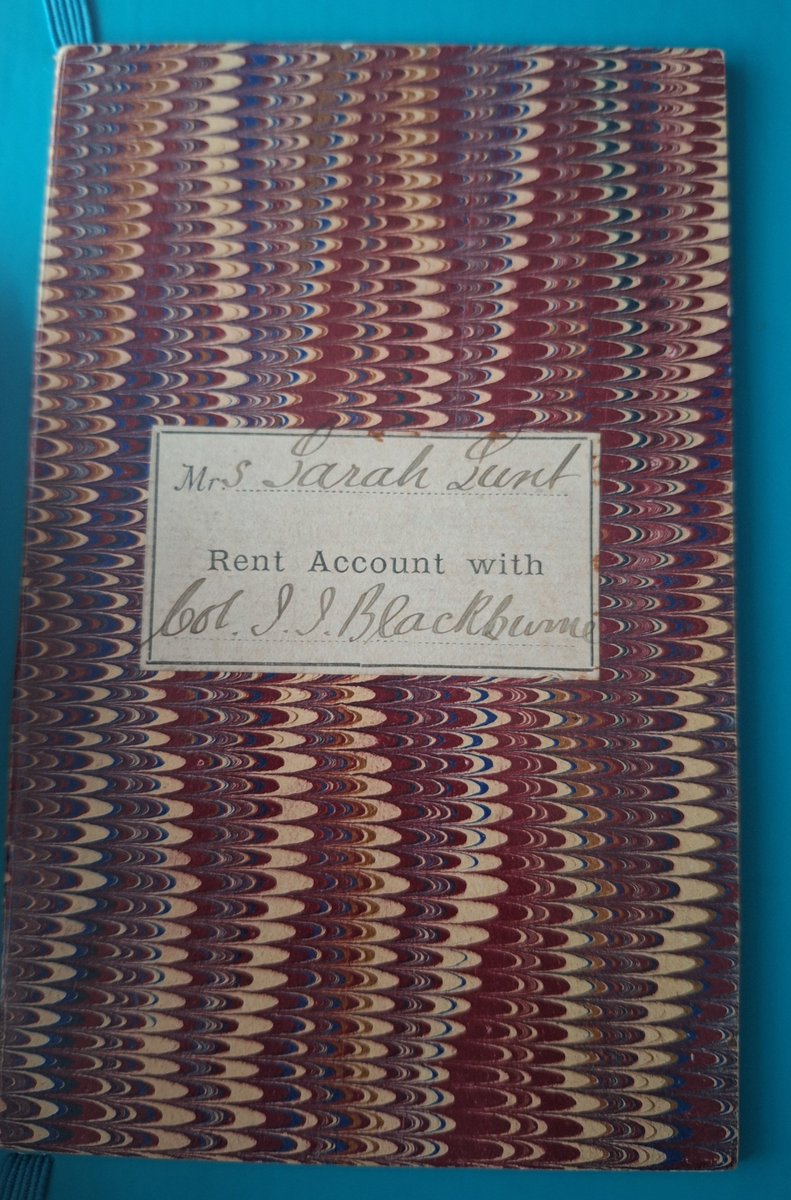 Mrs Sarah Lunt
Rent Account with
Col. I. I. Blackburne